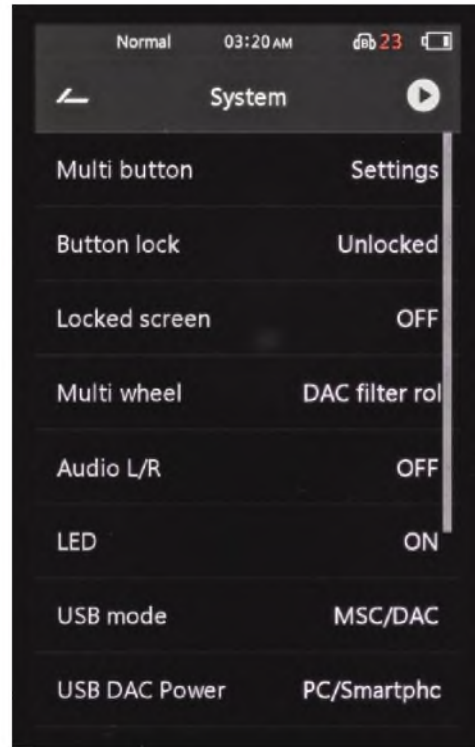 Normal 03:20 AM dB 23
System
Multi button Settings
Button lock Unlocked
Locked screen OFF
Multi wheel DAC filter rol
Audio L/R OFF
LED ON
USB mode MSC/DAC
USB DAC Power PC/Smartphc